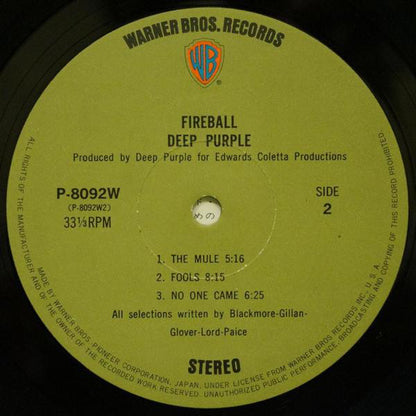 WARNER BROS. RECORDS
WB
®
FIREBALL
DEEP PURPLE
Produced by Deep Purple for Edwards Coletta Productions
P-8092W
(P-8092W2)
33⅓RPM
SIDE
2
めの
1. THE MULE 5:16
2. FOOLS 8:15
3. NO ONE CAME 6:25
All selections written by Blackmore-Gillan-
Glover-Lord-Paice
STEREO
MADE BY WARNER BROS. PIONEER CORPORATION, JAPAN, UNDER LICENSE FROM WARNER BROS RECORDS INC., U. S. A.
ALL RIGHTS OF THE MANUFACTURER AND OF THE OWNER OF THE RECORDED WORK RESERVED. UNAUTHORIZED PUBLIC PERFORMANCE, BROADCASTING AND COPYING OF THIS RECORD PROHIBITED.